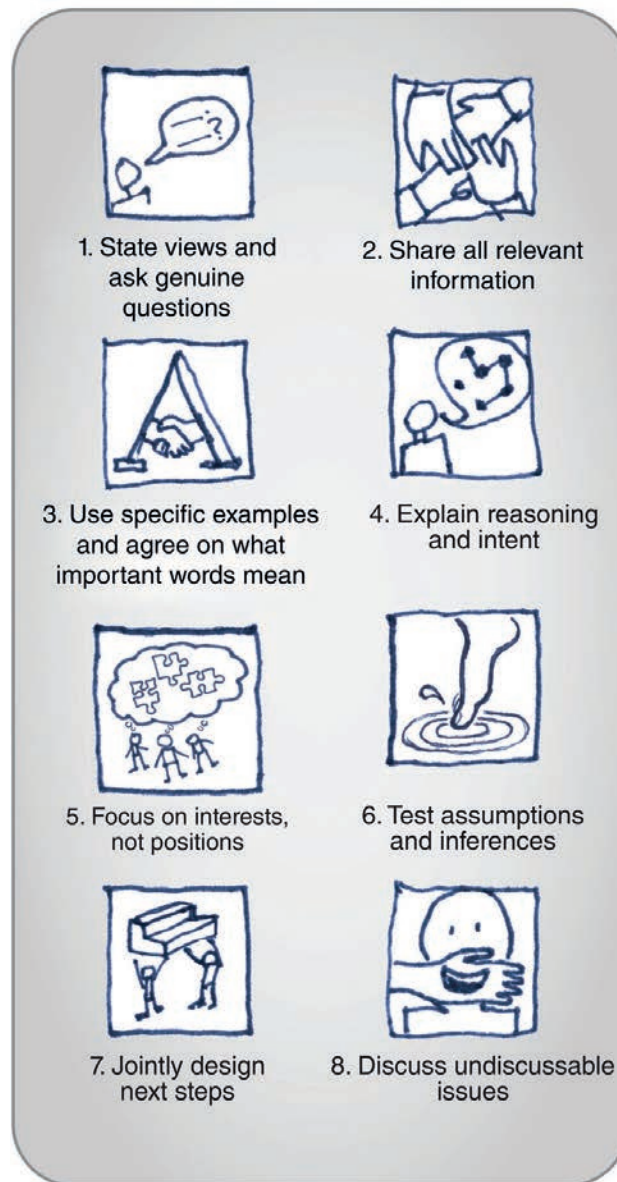 1. State views and
ask genuine
questions
2. Share all relevant
information
3. Use specific examples
and agree on what
important words mean
4. Explain reasoning
and intent
5. Focus on interests,
not positions
6. Test assumptions
and inferences
7. Jointly design
next steps
8. Discuss undiscussable
issues